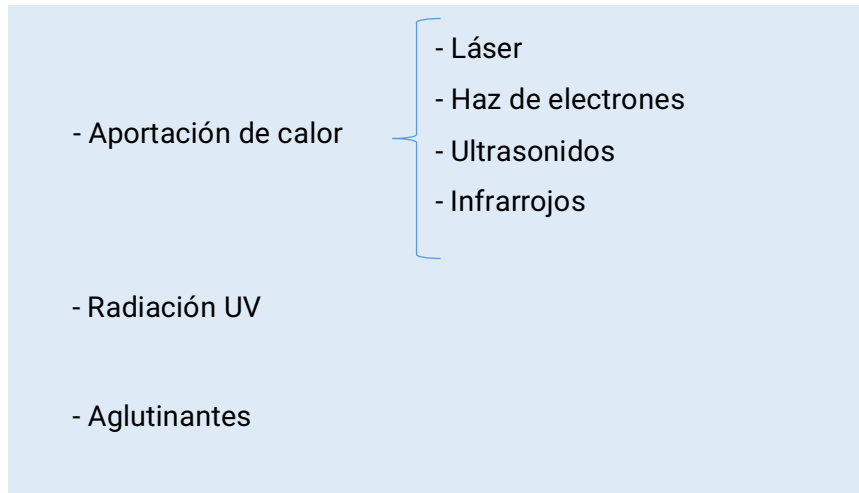 - Aportación de calor
- Láser
- Haz de electrones
- Ultrasonidos
- Infrarrojos
- Radiación UV
- Aglutinantes